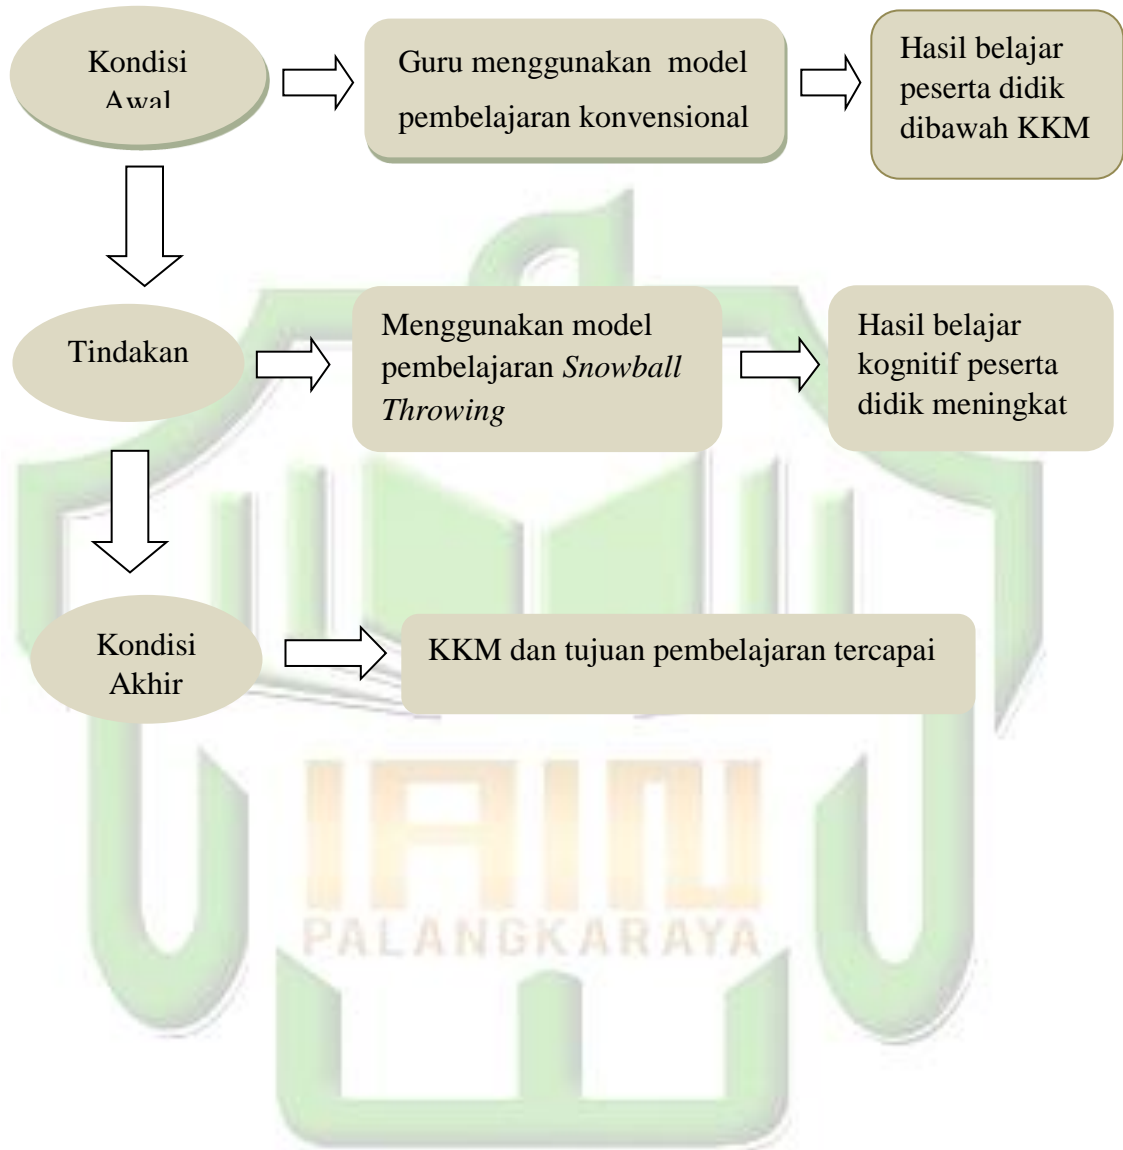 Kondisi
Awal
Guru menggunakan model
pembelajaran konvensional
Hasil belajar
peserta didik
dibawah KKM
Tindakan
Menggunakan model
pembelajaran Snowball
Throwing
Hasil belajar
kognitif peserta
didik meningkat
Kondisi
Akhir
KKM dan tujuan pembelajaran tercapai
IAIN
PALANGKARAYA